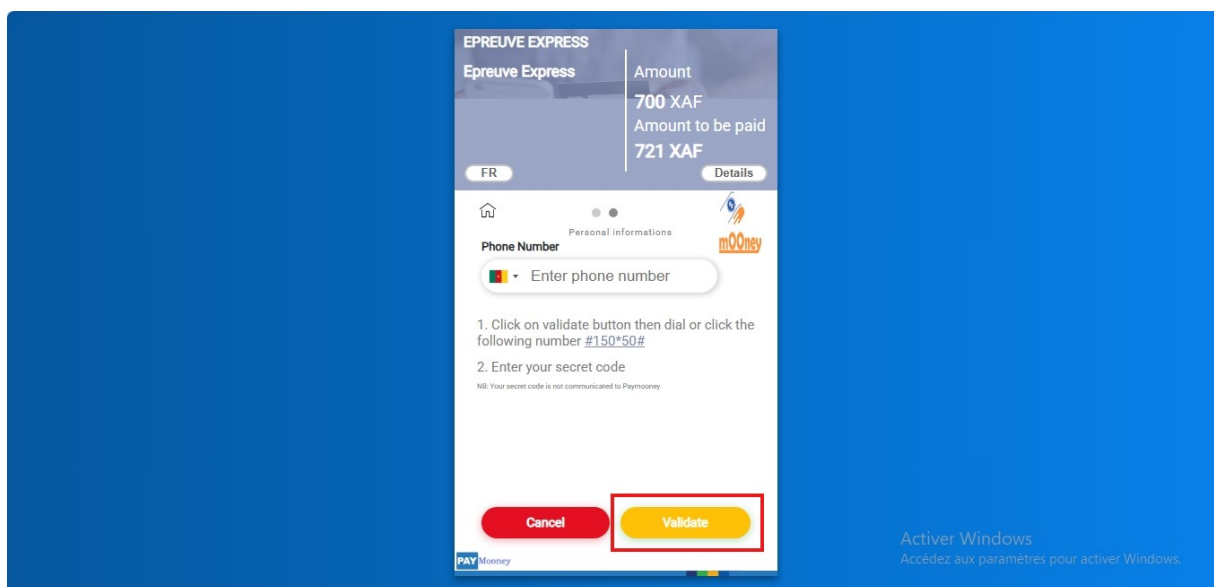 EPREUVE EXPRESS
Epreuve Express
Amount
700 XAF
Amount to be paid
721 XAF
FR
Details
Personal informations
mOOney
Phone Number
Enter phone number
1. Click on validate button then dial or click the
following number #150*50#
2. Enter your secret code
NB: Your secret code is not communicated to Paymooney
Cancel
Validate
PAY Mooney
Activer Windows
Accédez aux paramètres pour activer Windows.